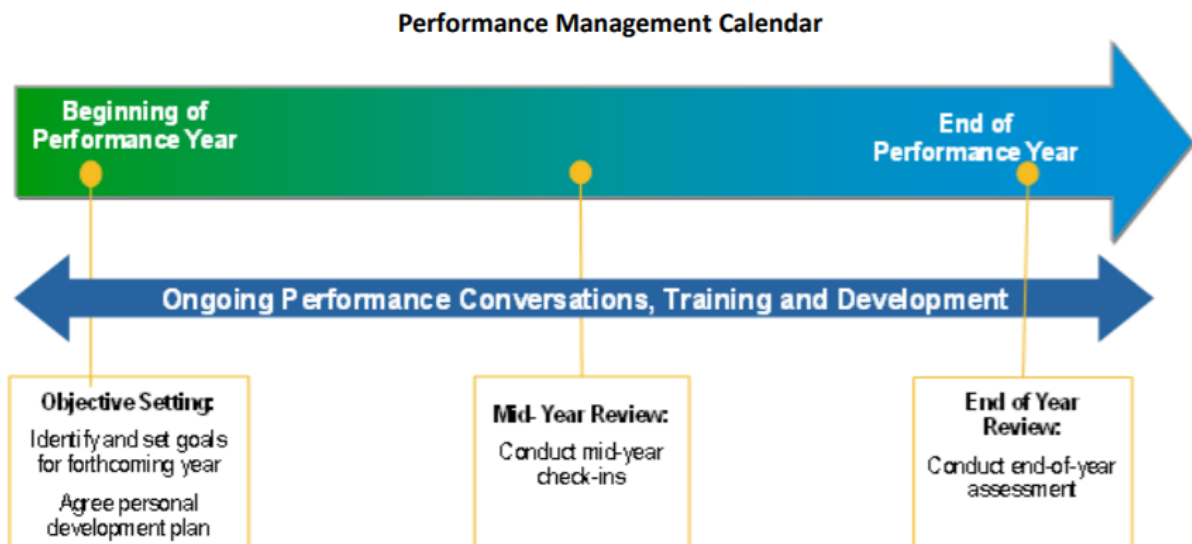 Performance Management Calendar
Beginning of
Performance Year
End of
Performance Year
Ongoing Performance Conversations, Training and Development
Objective Setting:
Identify and set goals
for forthcoming year
Agree personal
development plan
Mid- Year Review:
Conduct mid-year
check-ins
End of Year
Review:
Conduct end-of-year
assessment